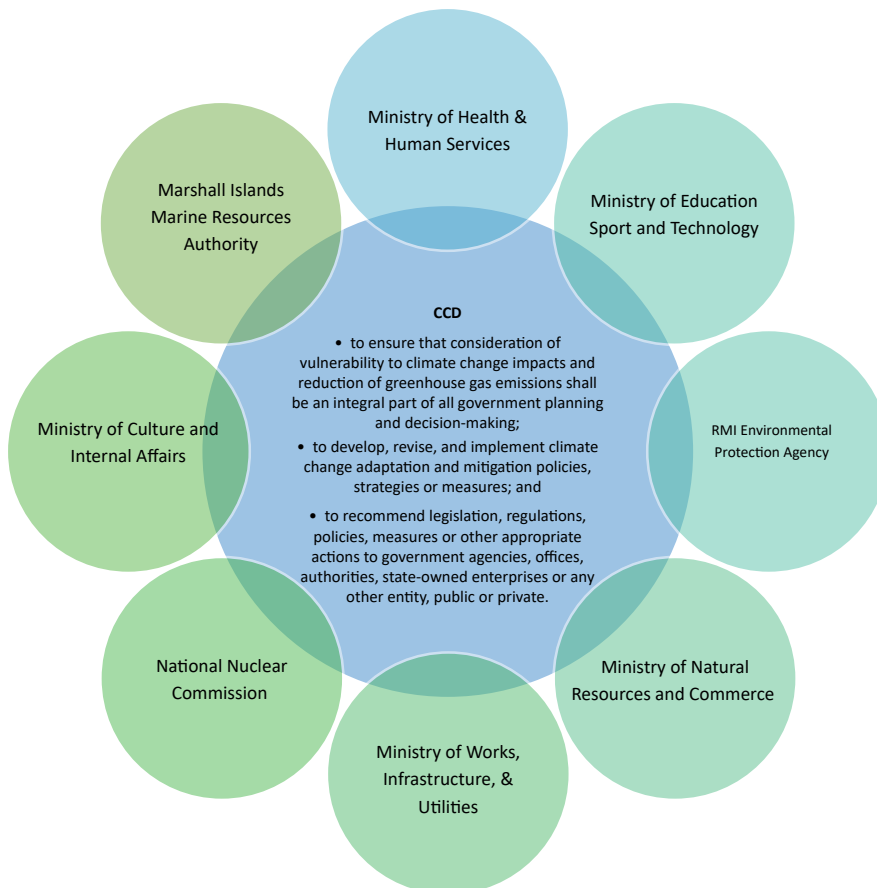 Ministry of Health &
Human Services
Ministry of Education
Sport and Technology
RMI Environmental
Protection Agency
Ministry of Natural
Resources and Commerce
Ministry of Works,
Infrastructure, &
Utilities
National Nuclear
Commission
Ministry of Culture and
Internal Affairs
Marshall Islands
Marine Resources
Authority
CCD
• to ensure that consideration of
vulnerability to climate change impacts and
reduction of greenhouse gas emissions shall
be an integral part of all government planning
and decision-making;
• to develop, revise, and implement climate
change adaptation and mitigation policies,
strategies or measures; and
• to recommend legislation, regulations,
policies, measures or other appropriate
actions to government agencies, offices,
authorities, state-owned enterprises or any
other entity, public or private.